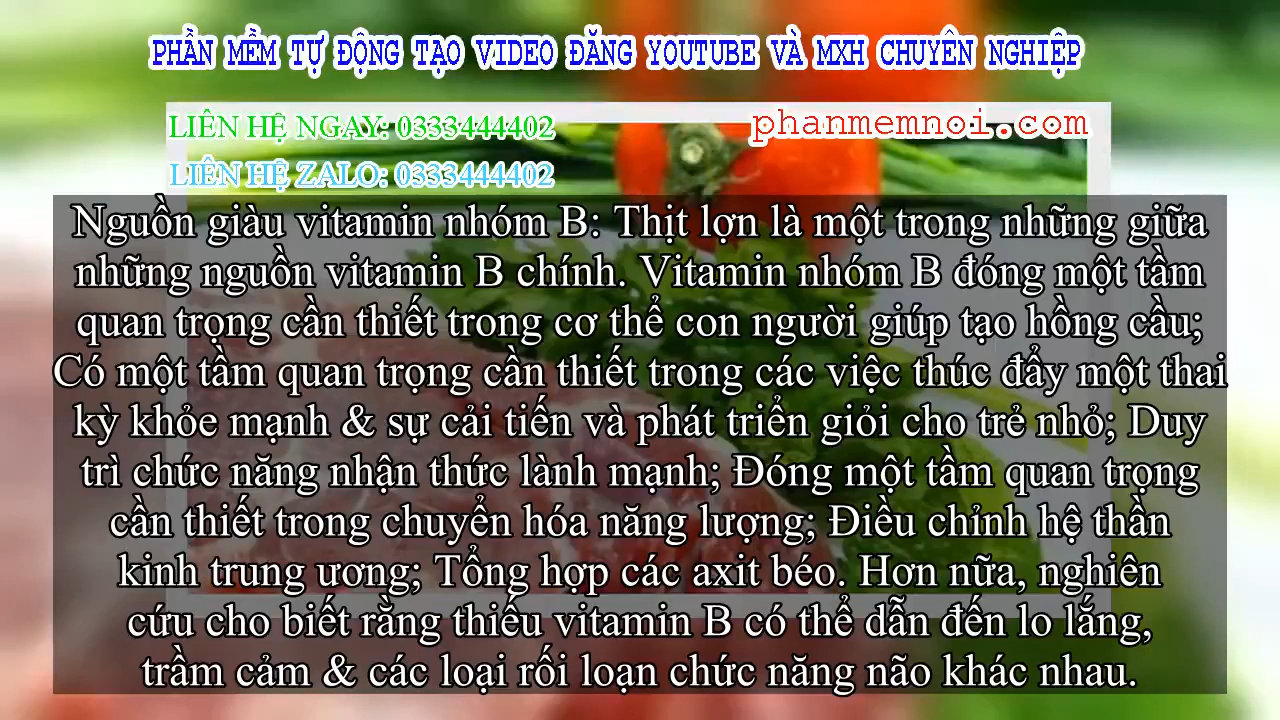 PHẦN MỀM TỰ ĐỘNG TẠO VIDEO ĐĂNG YOUTUBE VÀ MXH CHUYÊN NGHIỆP
LIÊN HỆ NGAY: 0333444402
phanmemnoi.com
LIÊN HỆ ZALO: 0333444402
Nguồn giàu vitamin nhóm B: Thịt lợn là một trong những giữa
những nguồn vitamin B chính. Vitamin nhóm B đóng một tầm
quan trọng cần thiết trong cơ thể con người giúp tạo hồng cầu;
Có một tầm quan trọng cần thiết trong các việc thúc đẩy một thai
kỳ khỏe mạnh & sự cải tiến và phát triển giỏi cho trẻ nhỏ; Duy
trì chức năng nhận thức lành mạnh; Đóng một tầm quan trọng
cần thiết trong chuyển hóa năng lượng; Điều chỉnh hệ thần
kinh trung ương; Tổng hợp các axit béo. Hơn nữa, nghiên
cứu cho biết rằng thiếu vitamin B có thể dẫn đến lo lắng,
trầm cảm & các loại rối loạn chức năng não khác nhau.